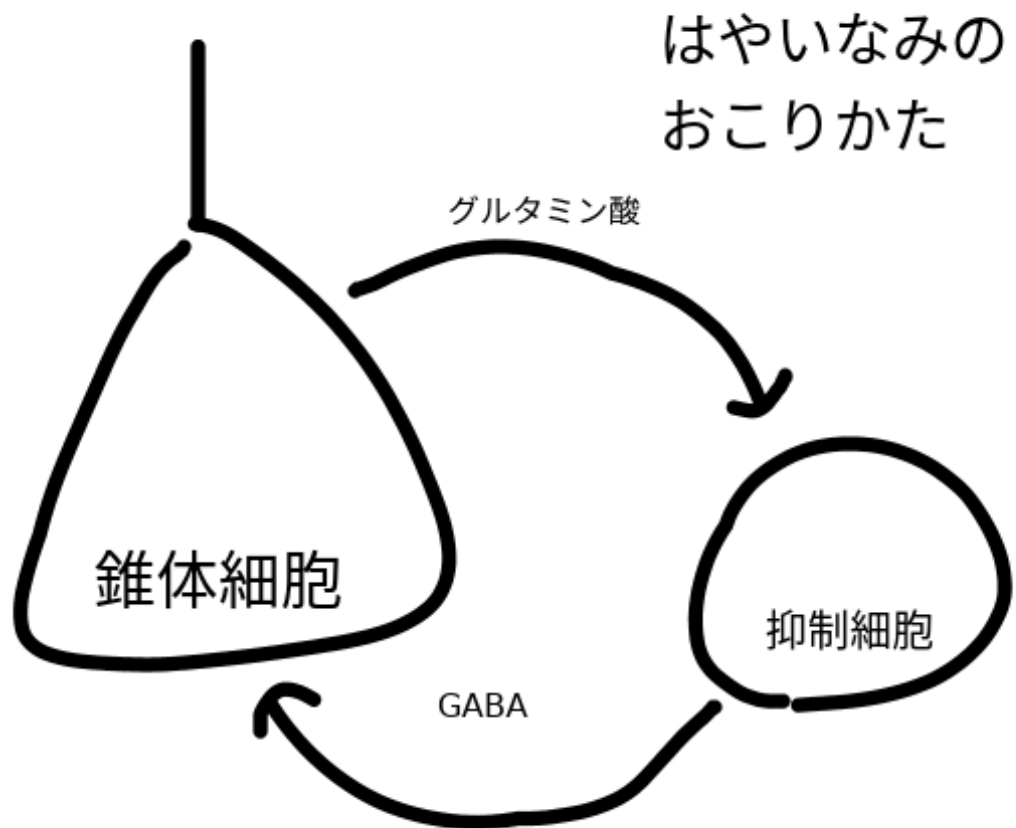 はやいなみの
おこりかた
グルタミン酸
錐体細胞
抑制細胞
GABA